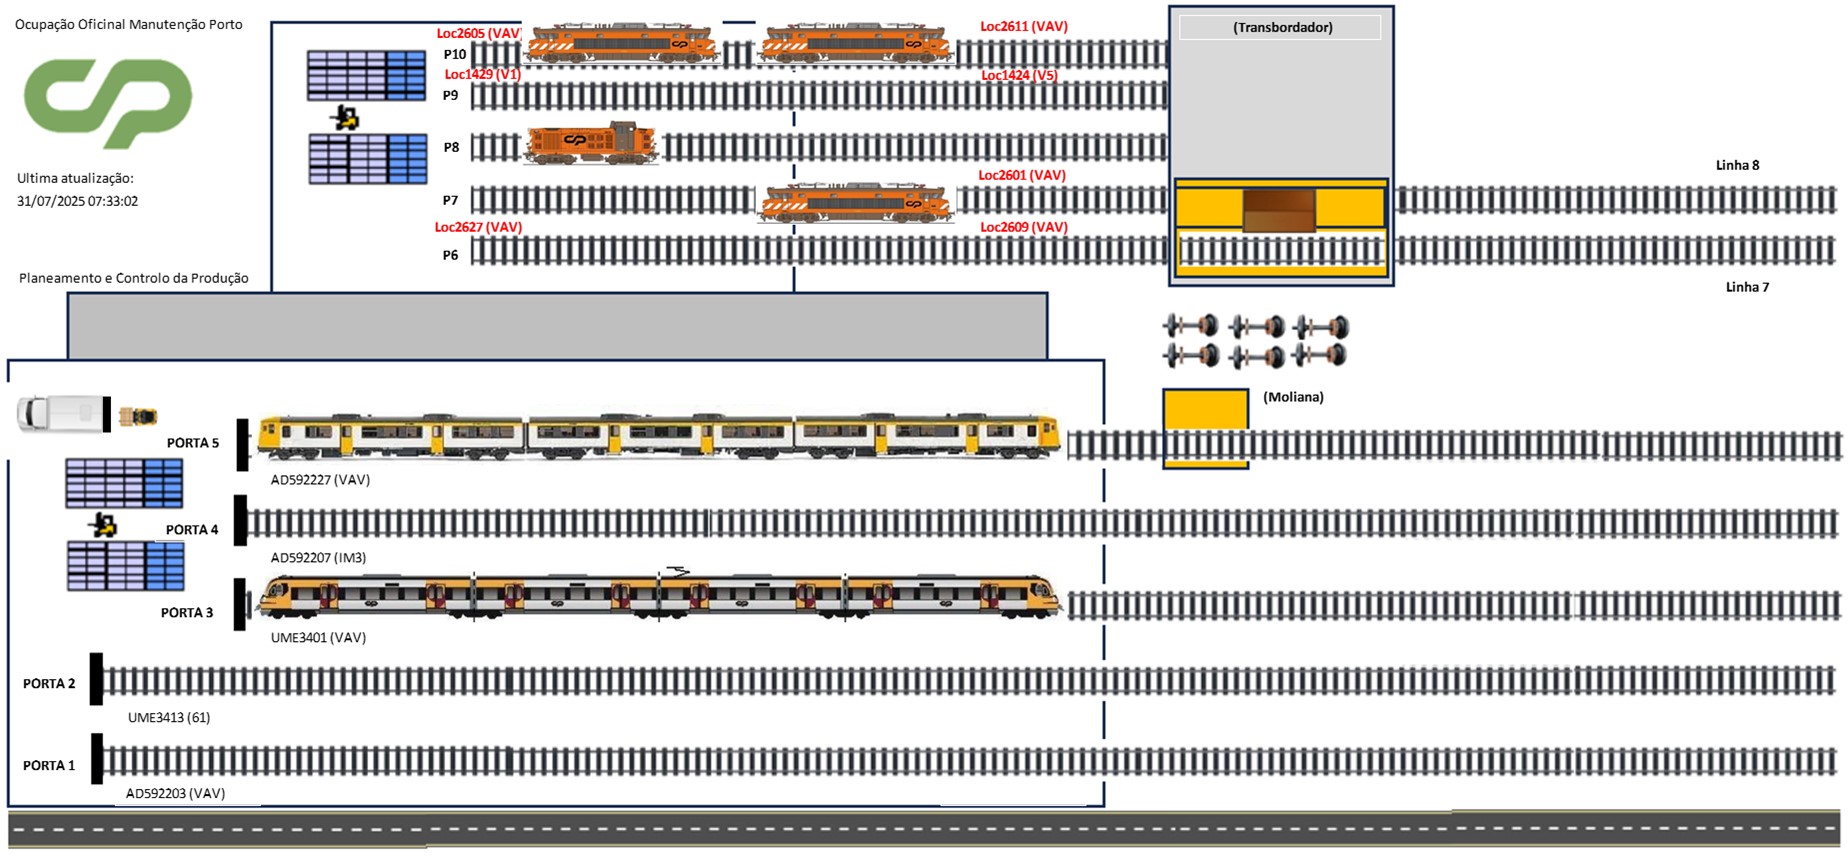 Ocupação Oficinal Manutenção Porto
CP
Ultima atualização:
31/07/2025 07:33:02
Planeamento e Controlo da Produção
Loc2605 (VAV)
Loc2611 (VAV)
P10
Loc1429 (V1)
Loc1424 (V5)
P9
P8
Loc2601 (VAV)
P7
Loc2627 (VAV)
Loc2609 (VAV)
P6
(Transbordador)
Linha 8
Linha 7
(Moliana)
PORTA 5
AD592227 (VAV)
PORTA 4
AD592207 (IM3)
PORTA 3
UME3401 (VAV)
PORTA 2
UME3413 (61)
PORTA 1
AD592203 (VAV)